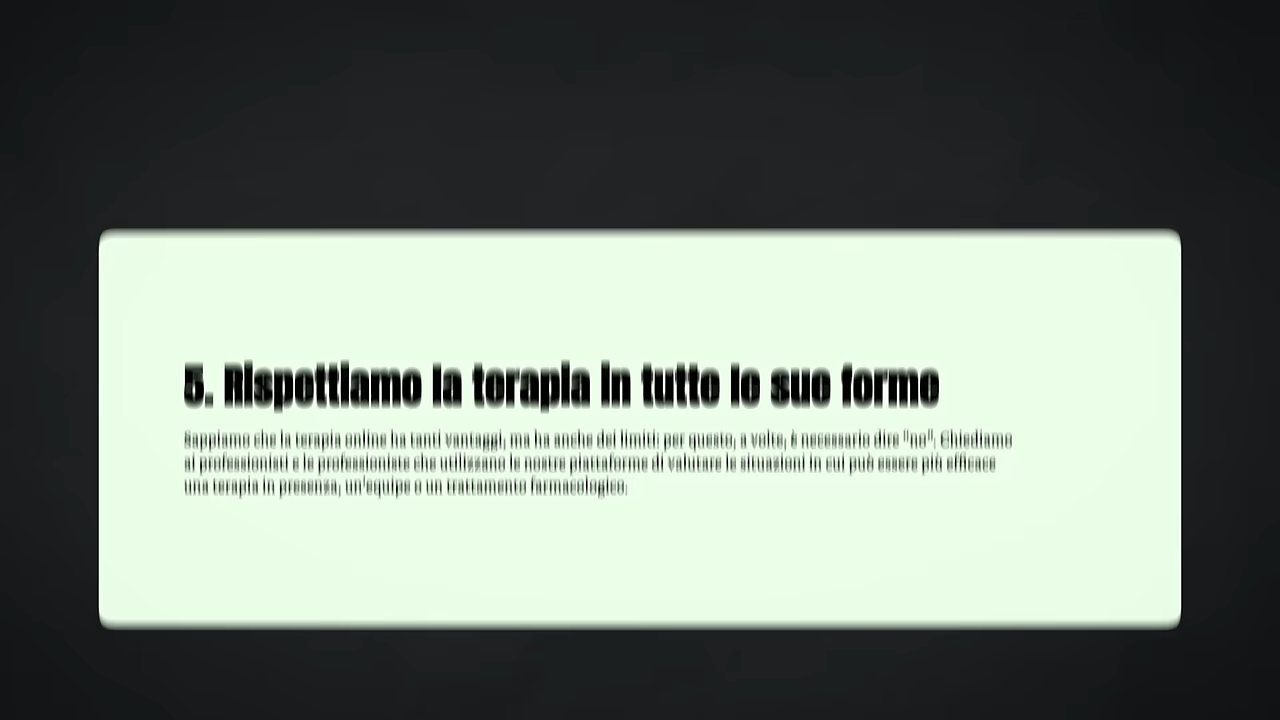 5. Rispettiamo la terapia in tutte le sue forme
Sappiamo che la terapia online ha tanti vantaggi, ma ha anche dei limiti: per questo, a volte, è necessario dire "no". Chiediamo
ai professionisti e le professioniste che utilizzano le nostre piattaforme di valutare le situazioni in cui può essere più efficace
una terapia in presenza, un'equipe o un trattamento farmacologico.